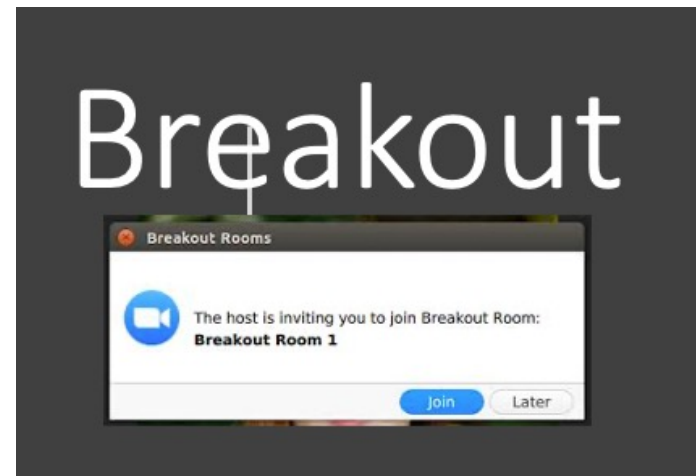 Breakout
Breakout Rooms
The host is inviting you to join Breakout Room:
Breakout Room 1
Join Later